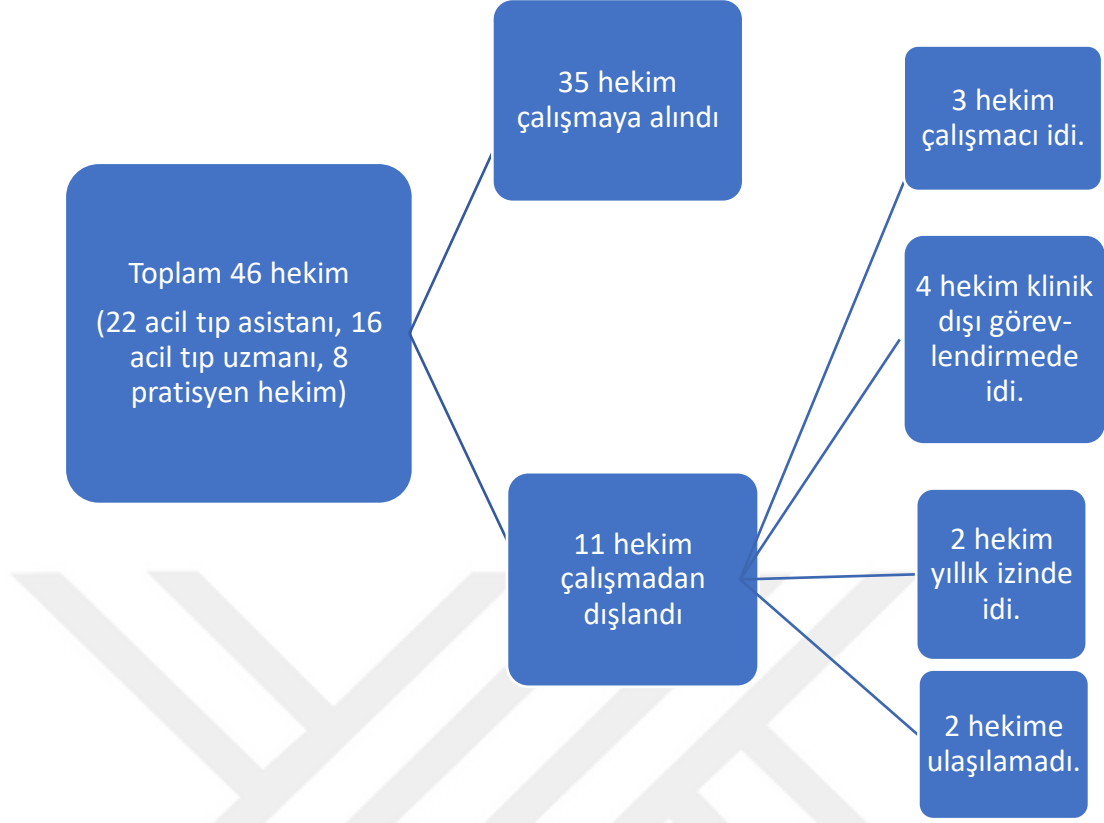 Toplam 46 hekim
(22 acil tıp asistanı, 16
acil tıp uzmanı, 8
pratisyen hekim)
35 hekim
çalışmaya alındı
11 hekim
çalışmadan
dışlandı
3 hekim
çalışmacı idi.
4 hekim klinik
dışı görev-
lendirmede
idi.
2 hekim
yıllık izinde
idi.
2 hekime
ulaşılamadı.